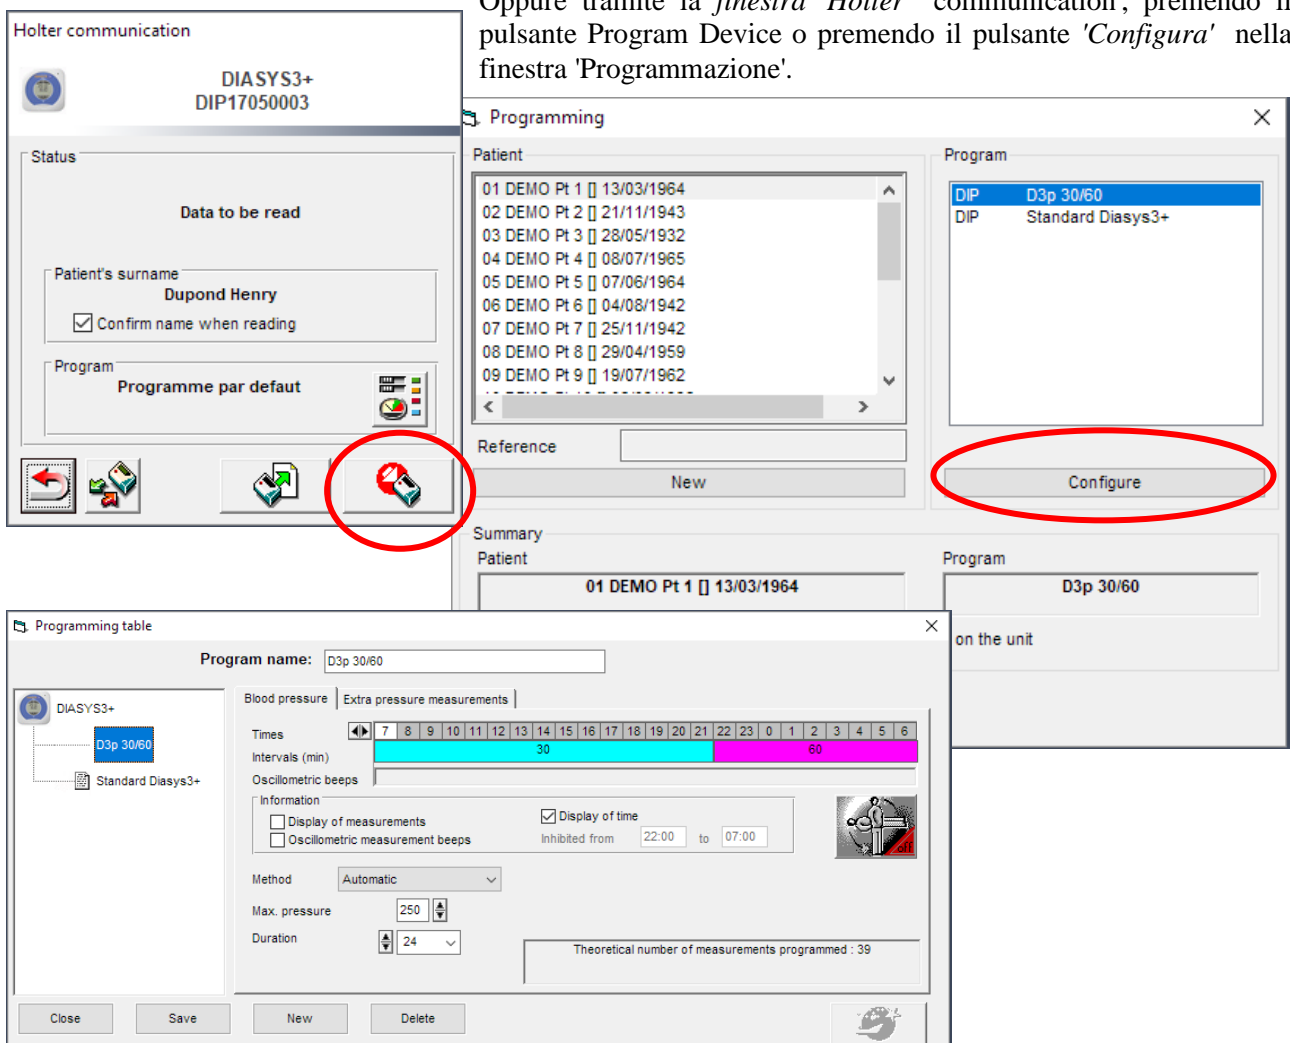 Oppure tramite la finestra 'Holter communication', premendo il
pulsante Program Device o premendo il pulsante 'Configura' nella
finestra 'Programmazione'.
Holter communication
DIASYS3+
DIP17050003
Status
Data to be read
Patient's surname
Dupond Henry
Confirm name when reading
Program
Programme par defaut
Programming
Patient
01 DEMO Pt 1 [] 13/03/1964
02 DEMO Pt 2 [] 21/11/1943
03 DEMO Pt 3 [] 28/05/1932
04 DEMO Pt 4 [] 08/07/1965
05 DEMO Pt 5 [] 07/06/1964
06 DEMO Pt 6 [] 04/08/1942
07 DEMO Pt 7 [] 25/11/1942
08 DEMO Pt 8 [] 29/04/1959
09 DEMO Pt 9 [] 19/07/1962
Reference
New
Program
DIP D3p 30/60
DIP Standard Diasys3+
Configure
Summary
Patient
01 DEMO Pt 1 [] 13/03/1964
Program
D3p 30/60
on the unit
Programming table
Program name: D3p 30/60
DIASYS3+
D3p 30/60
Standard Diasys3+
Blood pressure Extra pressure measurements
Times 7 8 9 10 11 12 13 14 15 16 17 18 19 20 21 22 23 0 1 2 3 4 5 6
Intervals (min) 30 60
Oscillometric beeps
Information
Display of measurements
Oscillometric measurement beeps
Display of time
Inhibited from 22:00 to 07:00
OFF
Method Automatic
Max. pressure 250
Duration 24
Theoretical number of measurements programmed : 39
Close Save New Delete